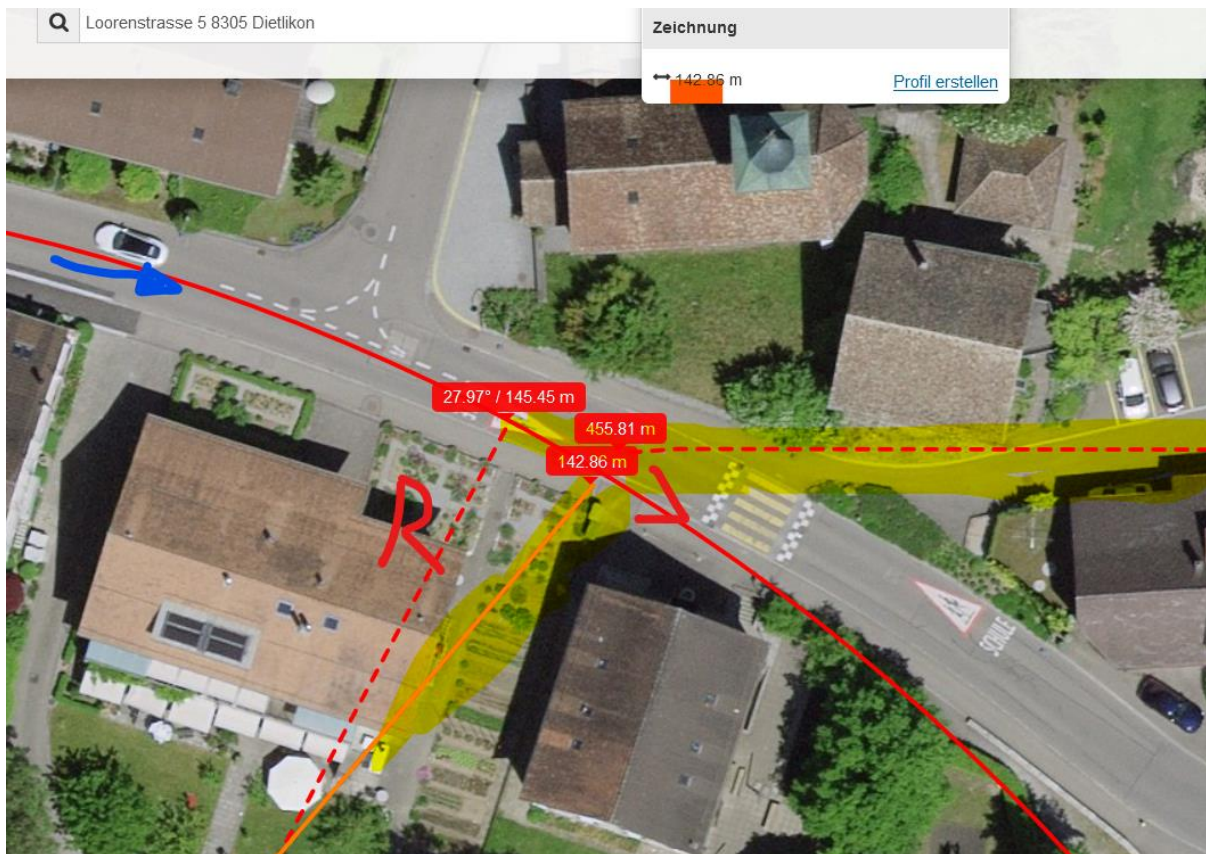 Loorenstrasse 5 8305 Dietlikon
Zeichnung
142.86 m
Profil erstellen
27.97° / 145.45 m
455.81 m
142.86 m
R
SCHULE